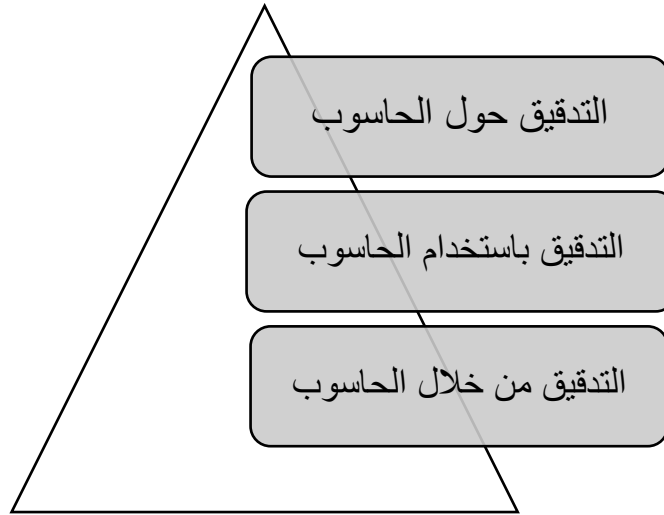 التدقيق حول الحاسوب
التدقيق باستخدام الحاسوب
التدقيق من خلال الحاسوب